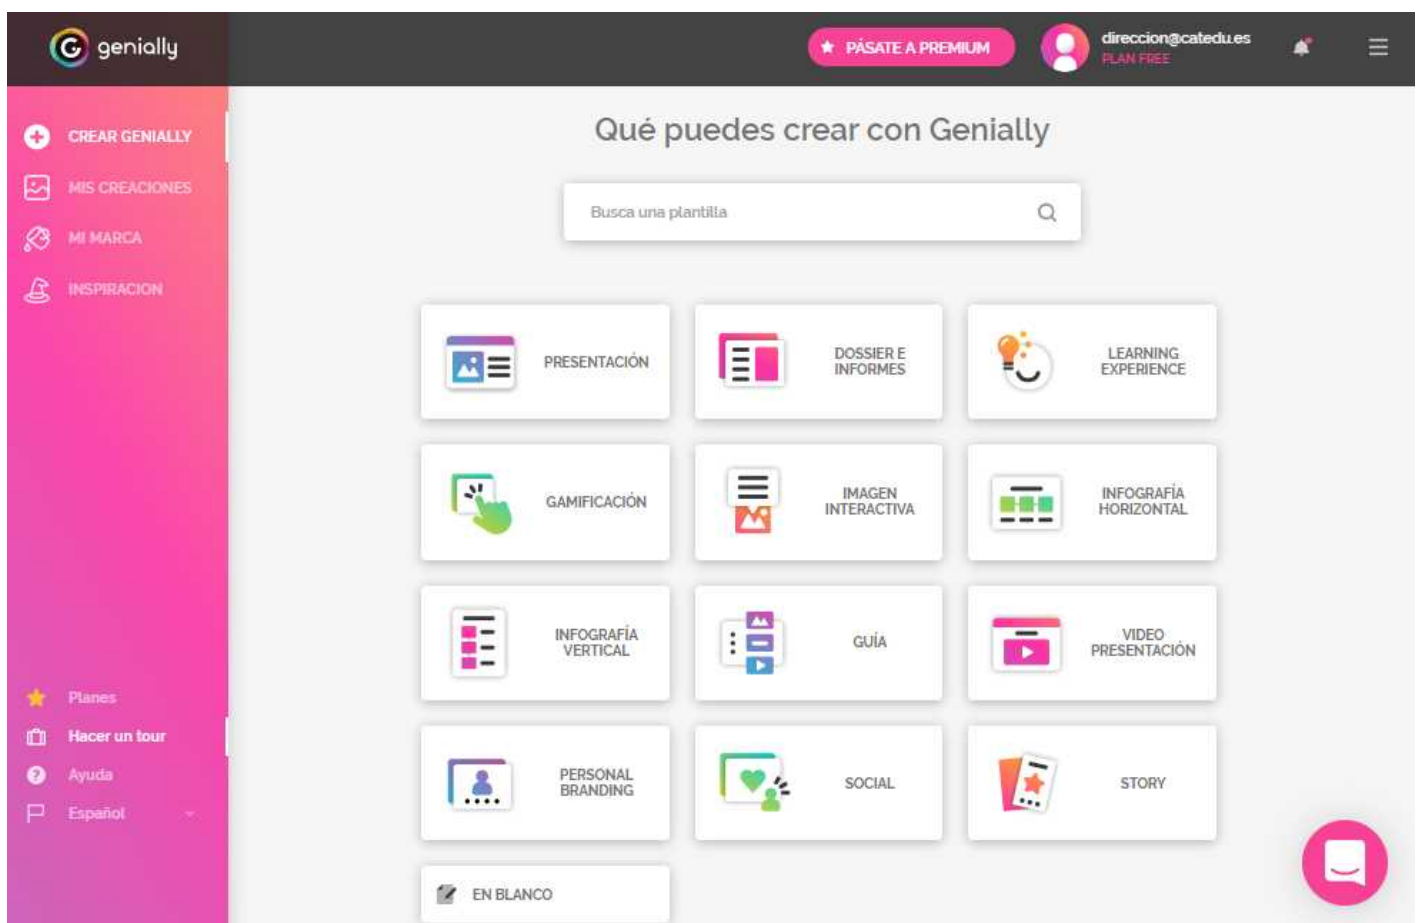 genially
PÁSATE A PREMIUM
direccion@catedu.es
PLAN FREE
CREAR GENIALLY
MIS CREACIONES
MI MARCA
INSPIRACION
Planes
Hacer un tour
Ayuda
Español
Qué puedes crear con Genially
Busca una plantilla
PRESENTACIÓN
DOSSIER E
INFORMES
LEARNING
EXPERIENCE
GAMIFICACIÓN
IMAGEN
INTERACTIVA
INFOGRAFÍA
HORIZONTAL
INFOGRAFÍA
VERTICAL
GUÍA
VIDEO
PRESENTACIÓN
PERSONAL
BRANDING
SOCIAL
STORY
EN BLANCO